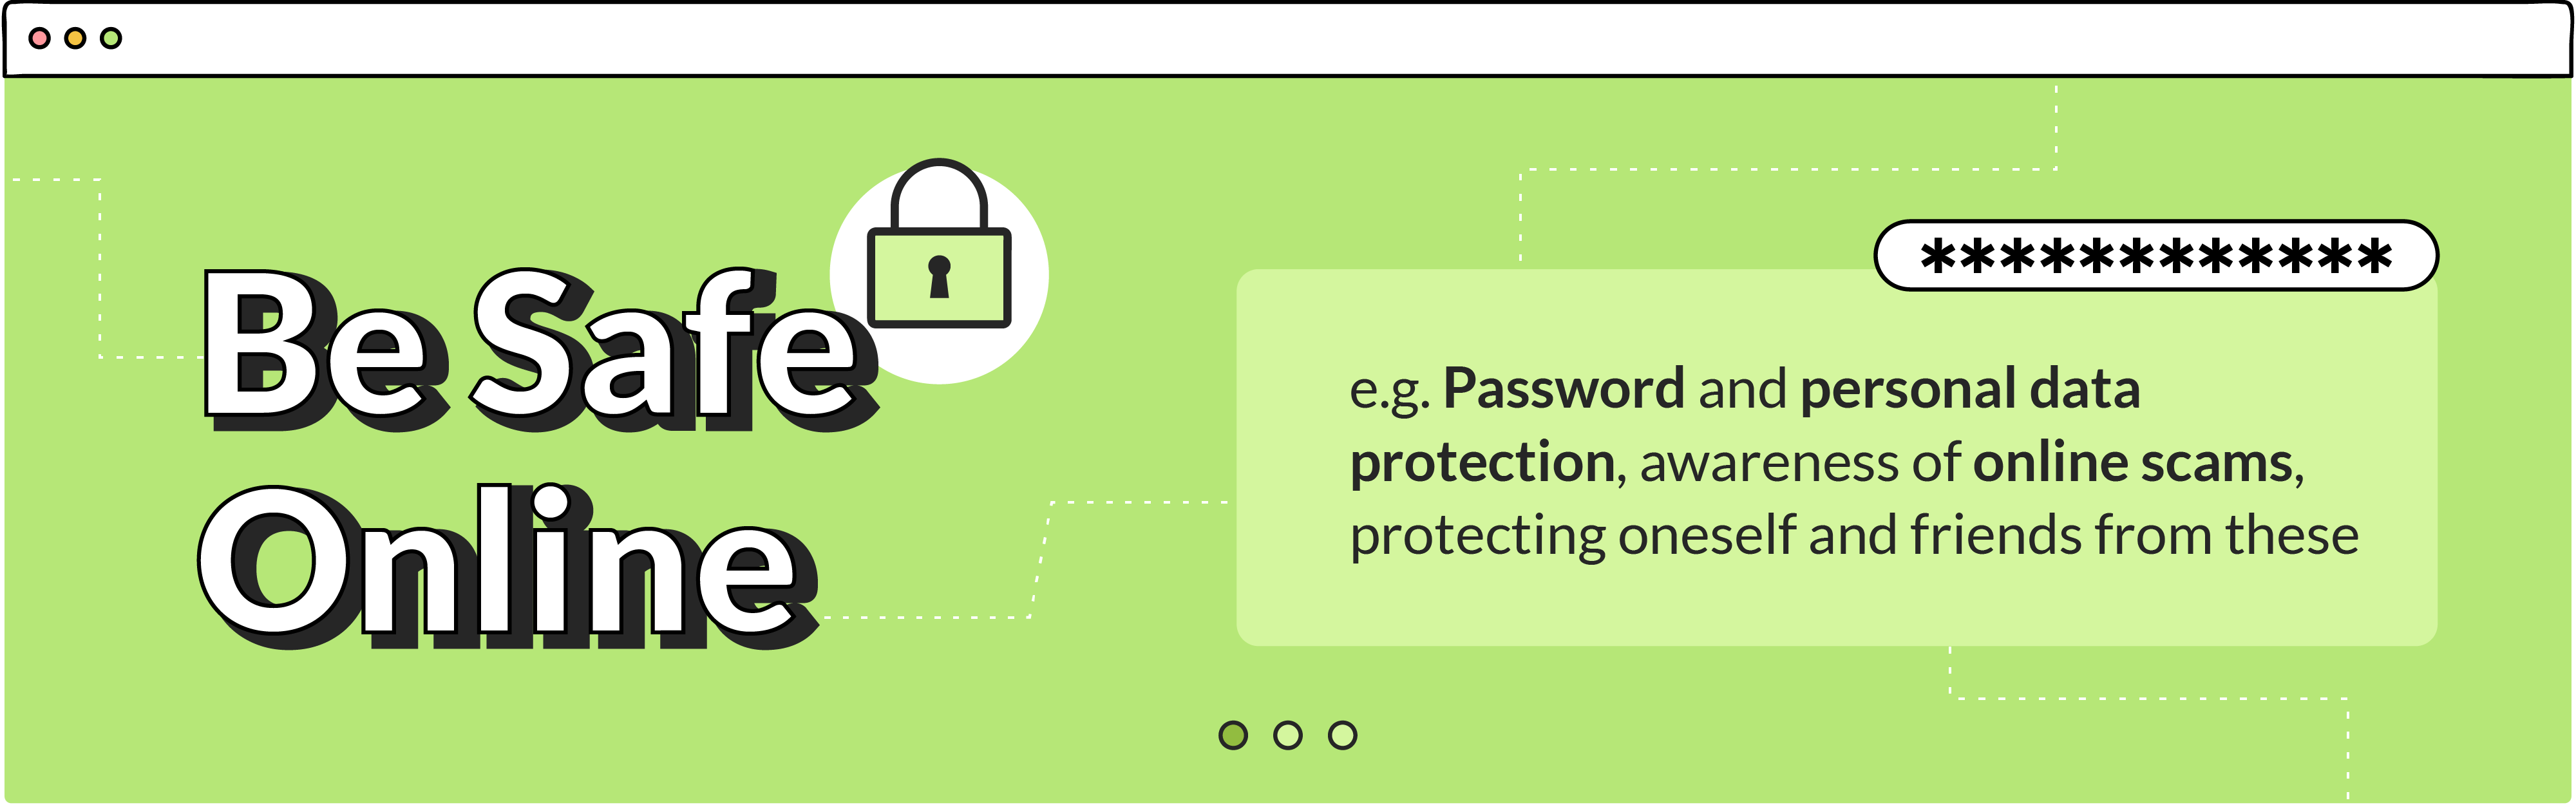 Be Safe
Online
************
e.g. Password and personal data
protection, awareness of online scams,
protecting oneself and friends from these